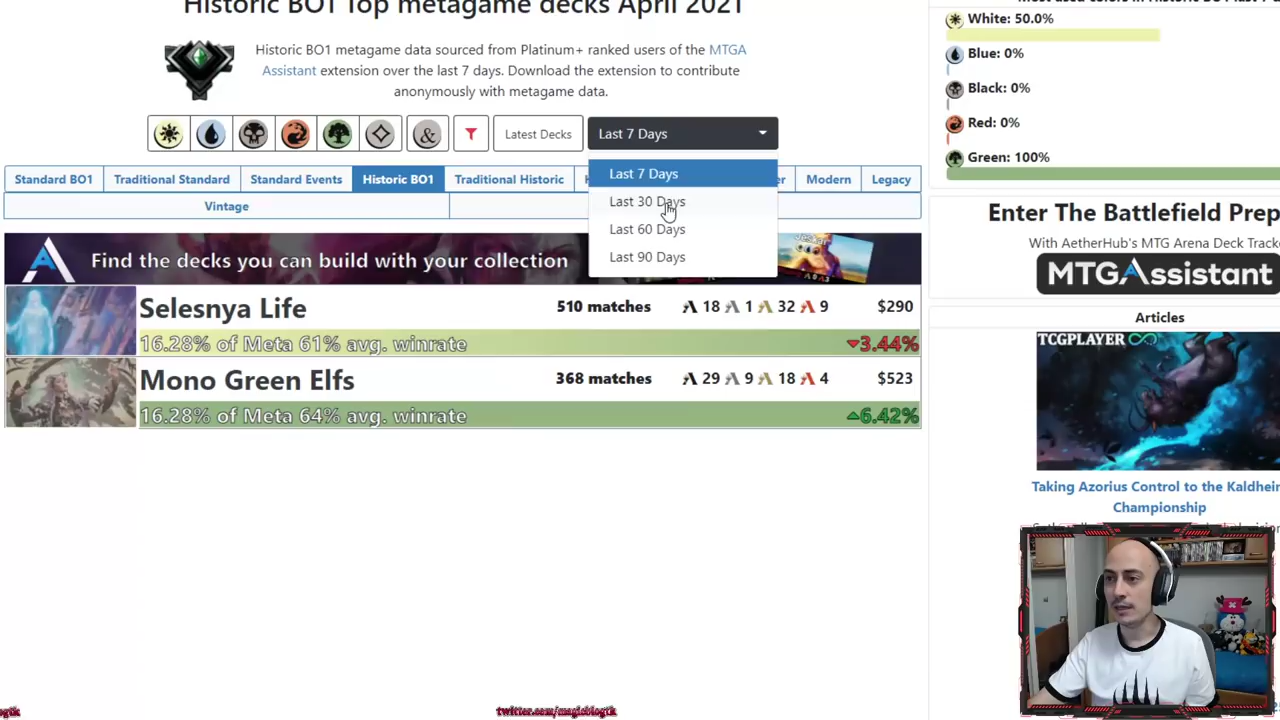 Historic BO1 Top metagame decks April 2021
Historic BO1 metagame data sourced from Platinum+ ranked users of the MTGA
Assistant extension over the last 7 days. Download the extension to contribute
anonymously with metagame data.
Latest Decks
Last 7 Days
Last 7 Days
Last 30 Days
Last 60 Days
Last 90 Days
Standard BO1
Traditional Standard
Standard Events
Historic BO1
Traditional Historic
Modern
Legacy
Vintage
Find the decks you can build with your collection
Selesnya Life
510 matches
18 1 32 9
$290
16.28% of Meta 61% avg. winrate
3.44%
Mono Green Elfs
368 matches
29 9 18 4
$523
16.28% of Meta 64% avg. winrate
6.42%
White: 50.0%
Blue: 0%
Black: 0%
Red: 0%
Green: 100%
Enter The Battlefield Prep
With AetherHub's MTG Arena Deck Track
MTGAssistant
Articles
TCGPLAYER
Taking Azorius Control to the Kaldhei
Championship
twitter.com/magicblogtk